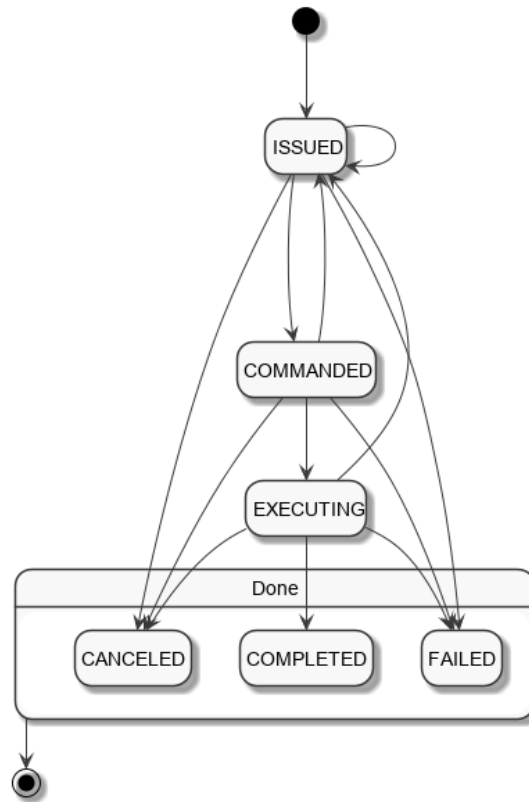 ISSUED
COMMANDED
EXECUTING
Done
CANCELED
COMPLETED
FAILED